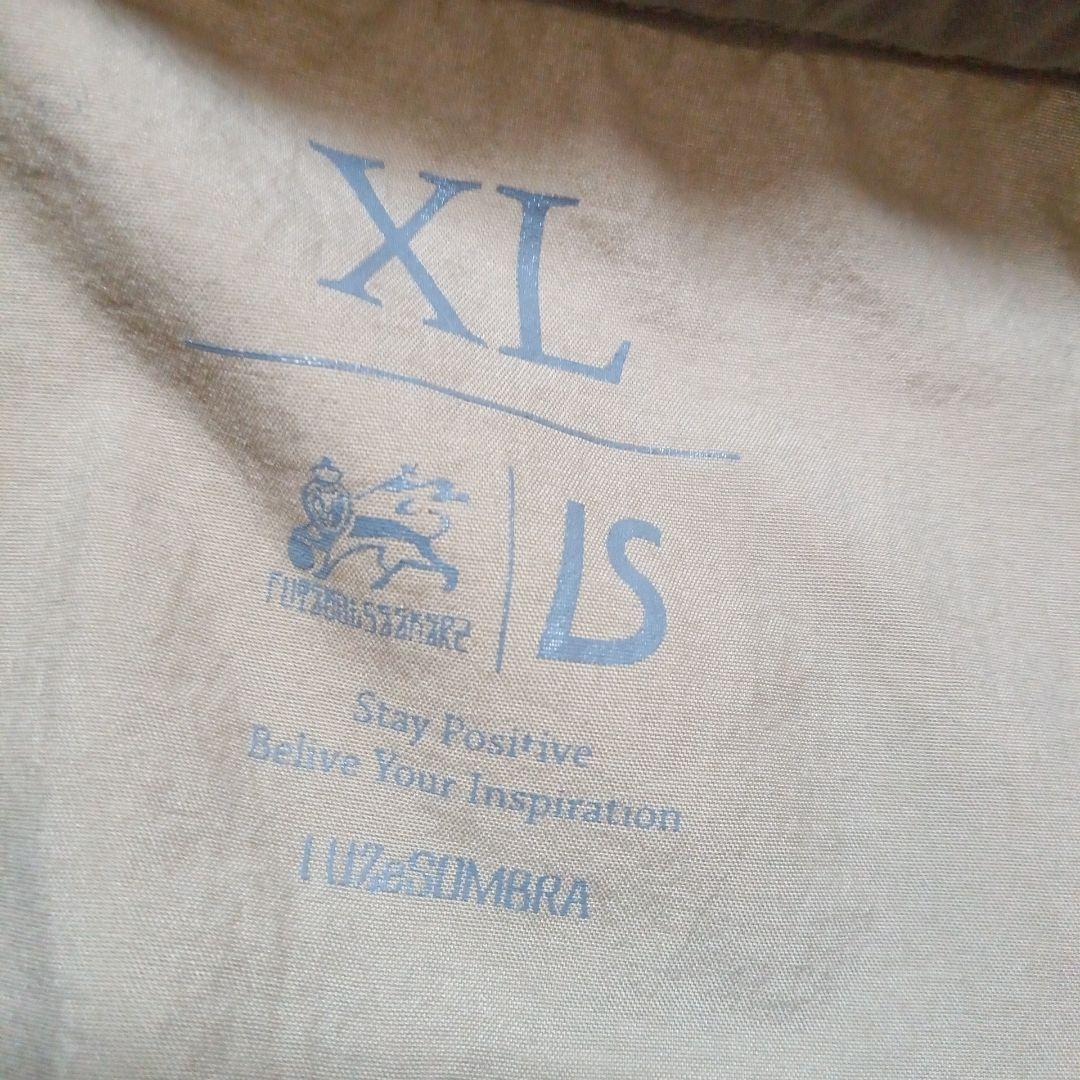 XL
LS
Stay Positive
Belive Your Inspiration
LUZeSOMBRA